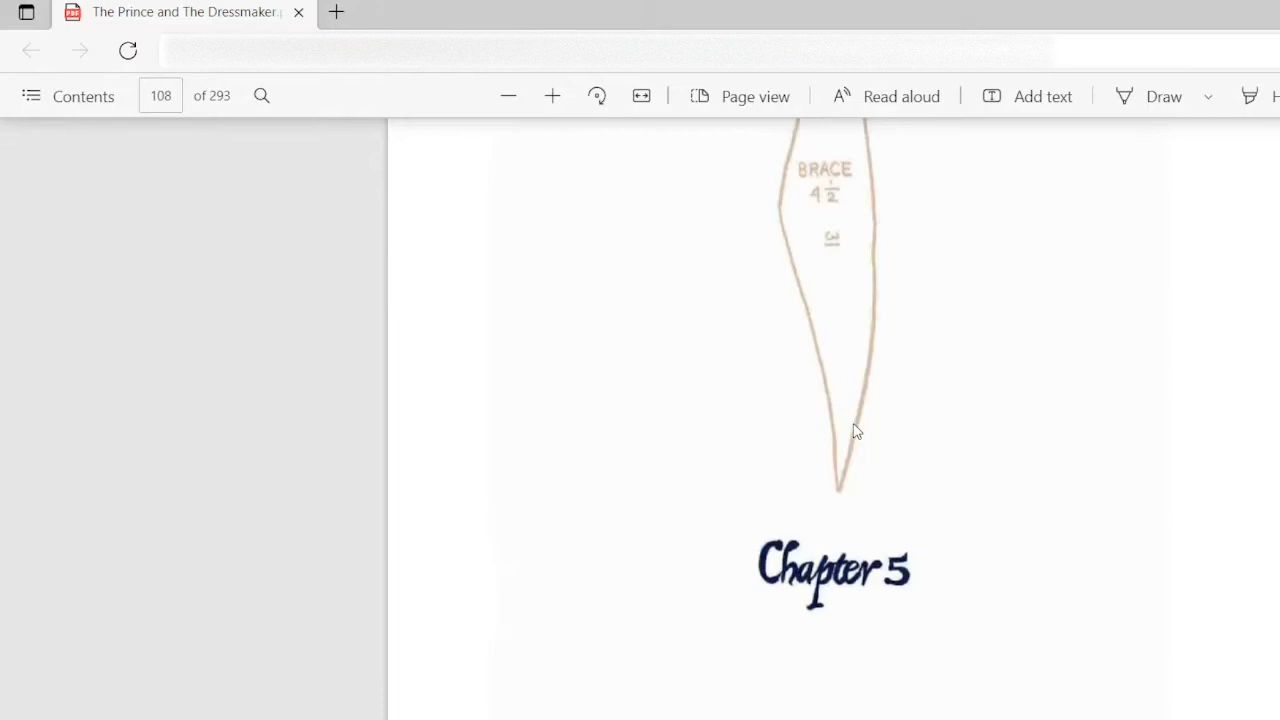 The Prince and The Dressmaker.p
Contents
108 of 293
Page view
Read aloud
Add text
Draw
H
BRACE
4 1/2
3
Chapter 5